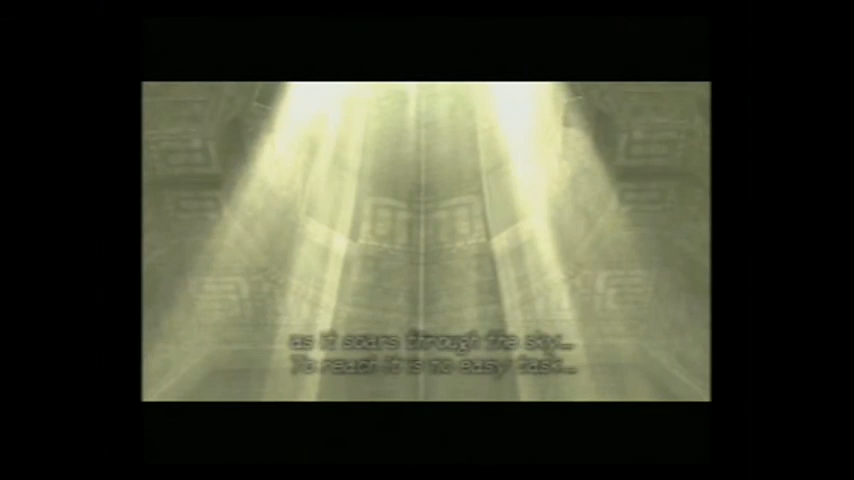 as it soars through the sky...
To reach it is no easy task...